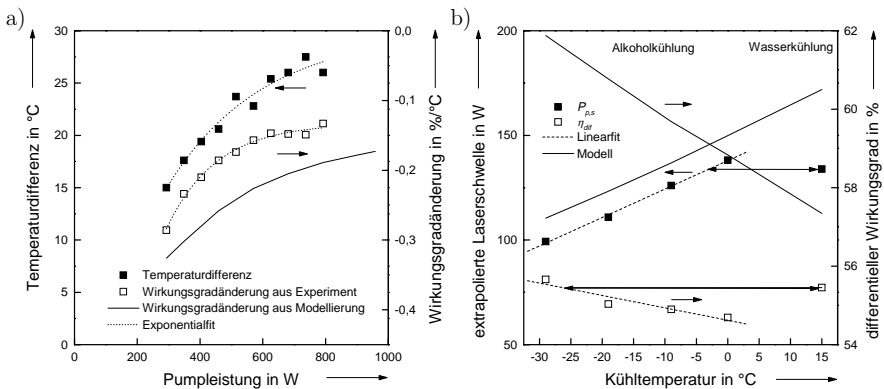 a)
Temperaturdifferenz in °C
30
25
20
15
10
5
0
0
200
400
600
800
1000
Pumpleistung in W
0,0
-0,1
-0,2
-0,3
-0,4
Wirkungsgradänderung in %/°C
Temperaturdifferenz
Wirkungsgradänderung aus Experiment
Wirkungsgradänderung aus Modellierung
Exponentialfit
b)
extrapolierte Laserschwelle in W
200
150
100
50
-30
-25
-20
-15
-10
-5
0
5
10
15
Kühltemperatur in °C
62
60
58
56
54
differentieller Wirkungsgrad in %
Alkoholkühlung
Wasserkühlung
P_{p,s}
η_{dif}
Linearfit
Modell